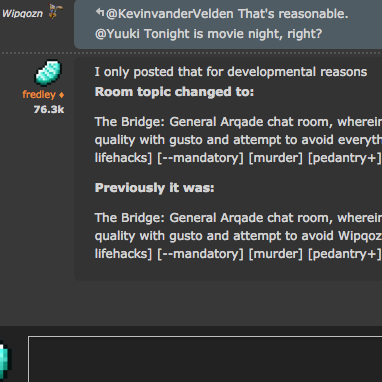 Wipqozn
↰@KevinvanderVelden That's reasonable.
@Yuuki Tonight is movie night, right?
fredley ♦
76.3k
I only posted that for developmental reasons
Room topic changed to:
The Bridge: General Arqade chat room, wherein
quality with gusto and attempt to avoid everyth
lifehacks] [--mandatory] [murder] [pedantry+]
Previously it was:
The Bridge: General Arqade chat room, wherein
quality with gusto and attempt to avoid Wipqoz
lifehacks] [--mandatory] [murder] [pedantry+]